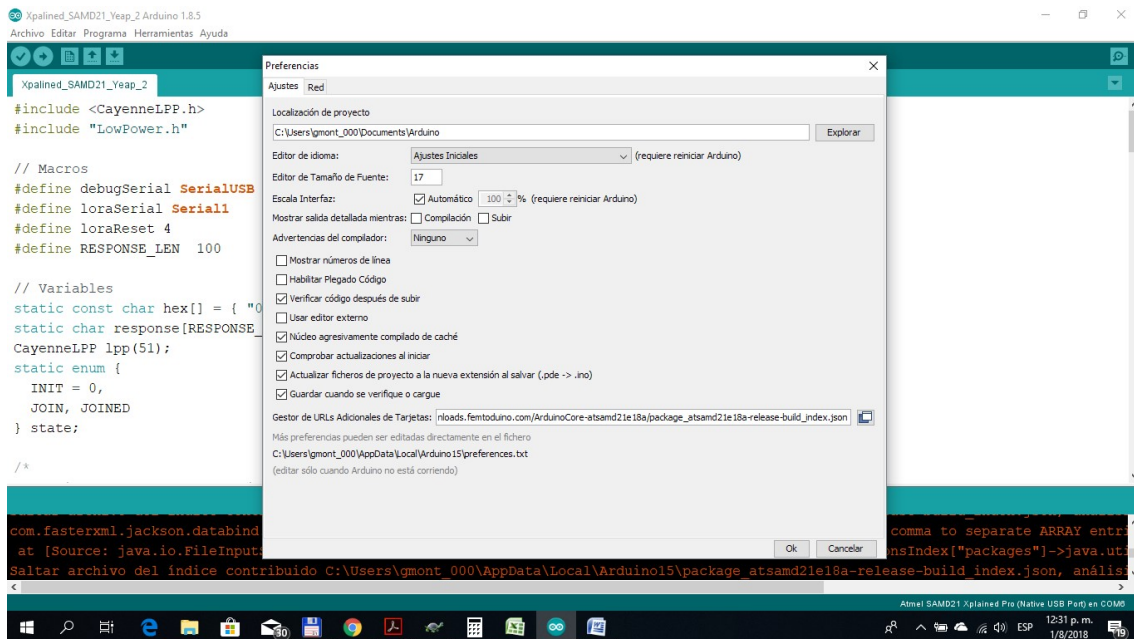 Xpalined_SAMD21_Yeap_2 Arduino 1.8.5
Archivo Editar Programa Herramientas Ayuda
Xpalined_SAMD21_Yeap_2
#include <CayenneLPP.h>
#include "LowPower.h"
// Macros
#define debugSerial SerialUSB
#define loraSerial Serial1
#define loraReset 4
#define RESPONSE_LEN 100
// Variables
static const char hex[] = { "0
static char response[RESPONSE_
CayenneLPP lpp(51);
static enum {
INIT = 0,
JOIN, JOINED
} state;
/*
Preferencias
Ajustes Red
Localización de proyecto
C:\Users\gmont_000\Documents\Arduino Explorar
Editor de idioma: Ajustes Iniciales (requiere reiniciar Arduino)
Editor de Tamaño de Fuente: 17
Escala Interfaz: Automático 100 % (requiere reiniciar Arduino)
Mostrar salida detallada mientras: Compilación Subir
Advertencias del compilador: Ninguno
Mostrar números de línea
Habilitar Plegado Código
Verificar código después de subir
Usar editor externo
Núcleo agresivamente compilado de caché
Comprobar actualizaciones al iniciar
Actualizar ficheros de proyecto a la nueva extensión al salvar (.pde -> .ino)
Guardar cuando se verifique o cargue
Gestor de URLs Adicionales de Tarjetas: nloads.femtoduino.com/ArduinoCore-atsamd21e18a/package_atsamd21e18a-release-build_index.json
Más preferencias pueden ser editadas directamente en el fichero
C:\Users\gmont_000\AppData\Local\Arduino15\preferences.txt
(editar sólo cuando Arduino no está corriendo)
Ok Cancelar
com.fasterxml.jackson.databind comma to separate ARRAY entri
at [Source: java.io.FileInputS onsIndex["packages"]->java.uti
Saltar archivo del índice contribuido C:\Users\gmont_000\AppData\Local\Arduino15\package_atsamd21e18a-release-build_index.json, análisi
Atmel SAMD21 Xplained Pro (Native USB Port) en COM6
30 ESP 12:31 p. m.
1/8/2018 19